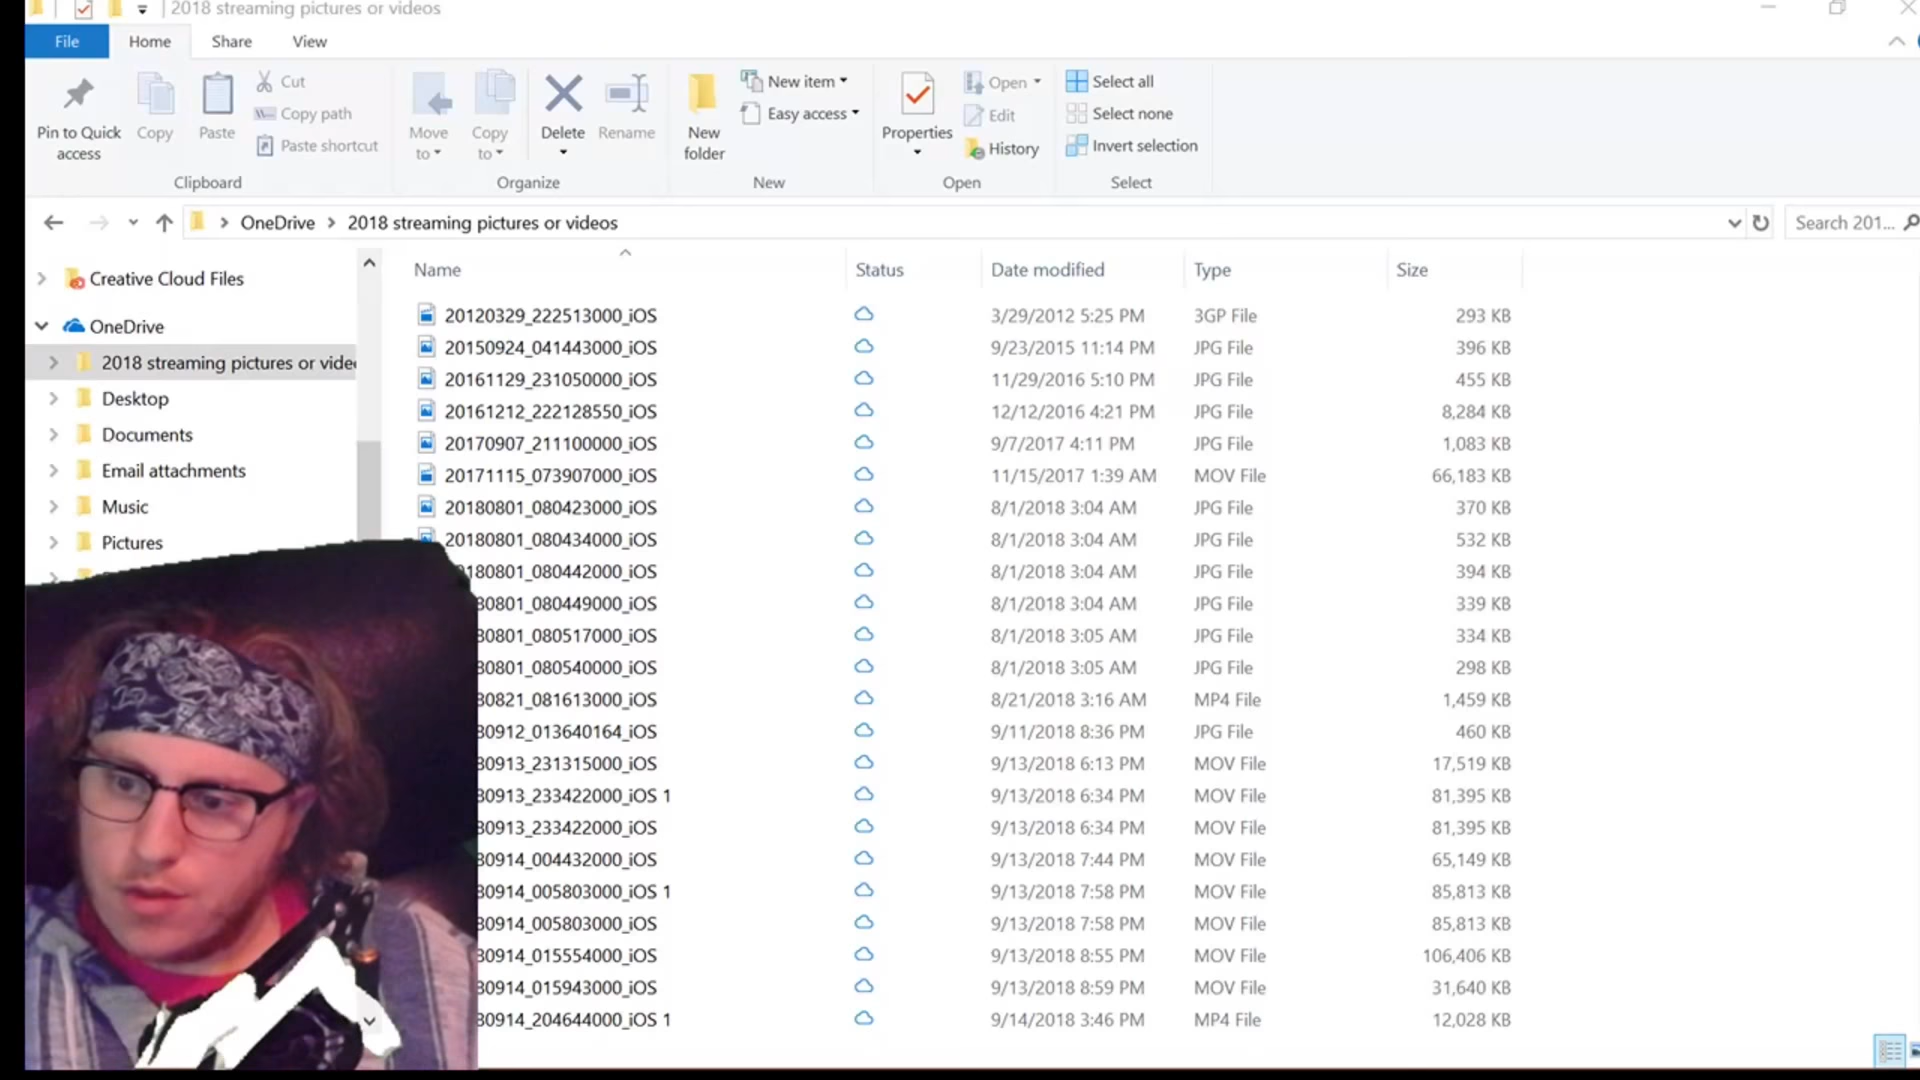 2018 streaming pictures or videos
File Home Share View
Pin to Quick access
Copy
Paste
Cut
Copy path
Paste shortcut
Move to
Copy to
Delete
Rename
New folder
New item
Easy access
Properties
Open
Edit
History
Select all
Select none
Invert selection
Clipboard Organize New Open Select
OneDrive 2018 streaming pictures or videos Search 201...
Creative Cloud Files
OneDrive
2018 streaming pictures or vide
Desktop
Documents
Email attachments
Music
Pictures
Name Status Date modified Type Size
20120329_222513000_iOS 3/29/2012 5:25 PM 3GP File 293 KB
20150924_041443000_iOS 9/23/2015 11:14 PM JPG File 396 KB
20161129_231050000_iOS 11/29/2016 5:10 PM JPG File 455 KB
20161212_222128550_iOS 12/12/2016 4:21 PM JPG File 8,284 KB
20170907_211100000_iOS 9/7/2017 4:11 PM JPG File 1,083 KB
20171115_073907000_iOS 11/15/2017 1:39 AM MOV File 66,183 KB
20180801_080423000_iOS 8/1/2018 3:04 AM JPG File 370 KB
20180801_080434000_iOS 8/1/2018 3:04 AM JPG File 532 KB
180801_080442000_iOS 8/1/2018 3:04 AM JPG File 394 KB
80801_080449000_iOS 8/1/2018 3:04 AM JPG File 339 KB
80801_080517000_iOS 8/1/2018 3:05 AM JPG File 334 KB
80801_080540000_iOS 8/1/2018 3:05 AM JPG File 298 KB
80821_081613000_iOS 8/21/2018 3:16 AM MP4 File 1,459 KB
80912_013640164_iOS 9/11/2018 8:36 PM JPG File 460 KB
80913_231315000_iOS 9/13/2018 6:13 PM MOV File 17,519 KB
80913_233422000_iOS 1 9/13/2018 6:34 PM MOV File 81,395 KB
80913_233422000_iOS 9/13/2018 6:34 PM MOV File 81,395 KB
80914_004432000_iOS 9/13/2018 7:44 PM MOV File 65,149 KB
80914_005803000_iOS 1 9/13/2018 7:58 PM MOV File 85,813 KB
80914_005803000_iOS 9/13/2018 7:58 PM MOV File 85,813 KB
80914_015554000_iOS 9/13/2018 8:55 PM MOV File 106,406 KB
80914_015943000_iOS 9/13/2018 8:59 PM MOV File 31,640 KB
80914_204644000_iOS 1 9/14/2018 3:46 PM MP4 File 12,028 KB